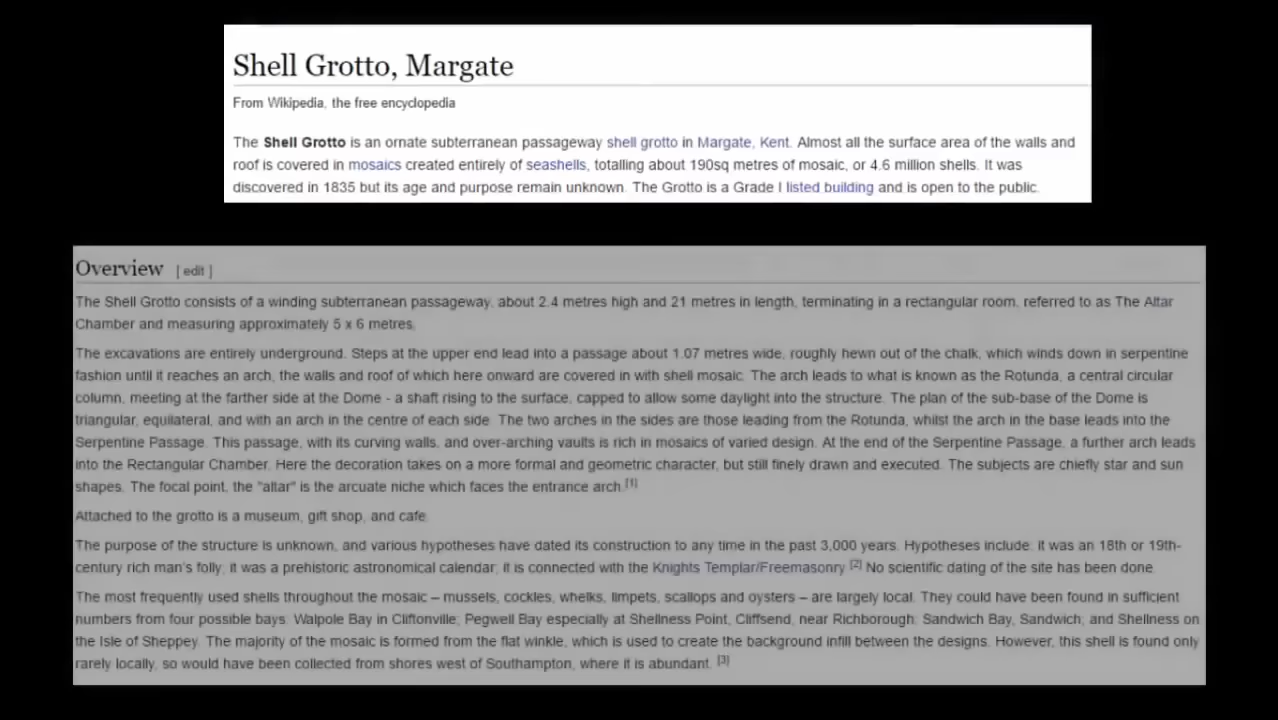 Shell Grotto, Margate
From Wikipedia, the free encyclopedia
The Shell Grotto is an ornate subterranean passageway shell grotto in Margate, Kent. Almost all the surface area of the walls and
roof is covered in mosaics created entirely of seashells, totalling about 190sq metres of mosaic, or 4.6 million shells. It was
discovered in 1835 but its age and purpose remain unknown. The Grotto is a Grade I listed building and is open to the public.
Overview [ edit ]
The Shell Grotto consists of a winding subterranean passageway, about 2.4 metres high and 21 metres in length, terminating in a rectangular room, referred to as The Altar
Chamber and measuring approximately 5 x 6 metres.
The excavations are entirely underground. Steps at the upper end lead into a passage about 1.07 metres wide, roughly hewn out of the chalk, which winds down in serpentine
fashion until it reaches an arch, the walls and roof of which here onward are covered in with shell mosaic. The arch leads to what is known as the Rotunda, a central circular
column, meeting at the farther side at the Dome - a shaft rising to the surface, capped to allow some daylight into the structure. The plan of the sub-base of the Dome is
triangular, equilateral, and with an arch in the centre of each side. The two arches in the sides are those leading from the Rotunda, whilst the arch in the base leads into the
Serpentine Passage. This passage, with its curving walls, and over-arching vaults is rich in mosaics of varied design. At the end of the Serpentine Passage, a further arch leads
into the Rectangular Chamber. Here the decoration takes on a more formal and geometric character, but still finely drawn and executed. The subjects are chiefly star and sun
shapes. The focal point, the "altar" is the arcuate niche which faces the entrance arch.[1]
Attached to the grotto is a museum, gift shop, and cafe.
The purpose of the structure is unknown, and various hypotheses have dated its construction to any time in the past 3,000 years. Hypotheses include: it was an 18th or 19th-
century rich man's folly; it was a prehistoric astronomical calendar; it is connected with the Knights Templar/Freemasonry [2] No scientific dating of the site has been done.
The most frequently used shells throughout the mosaic – mussels, cockles, whelks, limpets, scallops and oysters – are largely local. They could have been found in sufficient
numbers from four possible bays: Walpole Bay in Cliftonville; Pegwell Bay especially at Shellness Point, Cliffsend, near Richborough; Sandwich Bay, Sandwich; and Shellness on
the Isle of Sheppey. The majority of the mosaic is formed from the flat winkle, which is used to create the background infill between the designs. However, this shell is found only
rarely locally, so would have been collected from shores west of Southampton, where it is abundant. [3]